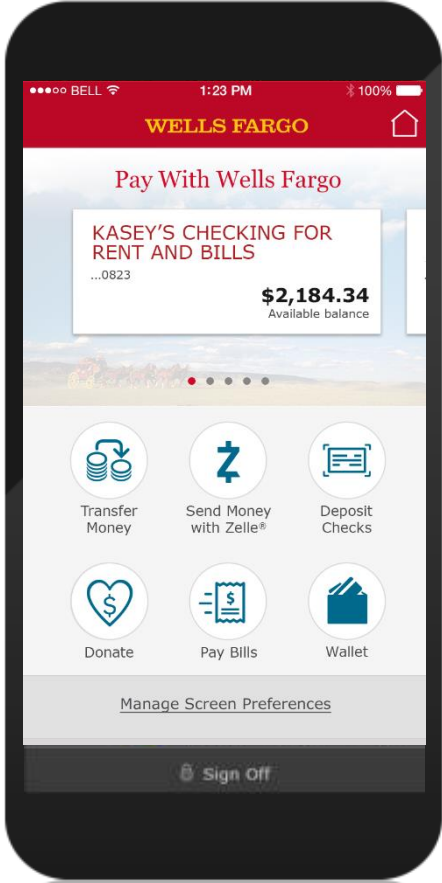 ●●●○○ BELL 1:23 PM 100%
WELLS FARGO
Pay With Wells Fargo
KASEY'S CHECKING FOR
RENT AND BILLS
...0823
$2,184.34
Available balance
Transfer Send Money Deposit
Money with Zelle® Checks
Donate Pay Bills Wallet
Manage Screen Preferences
Sign Off